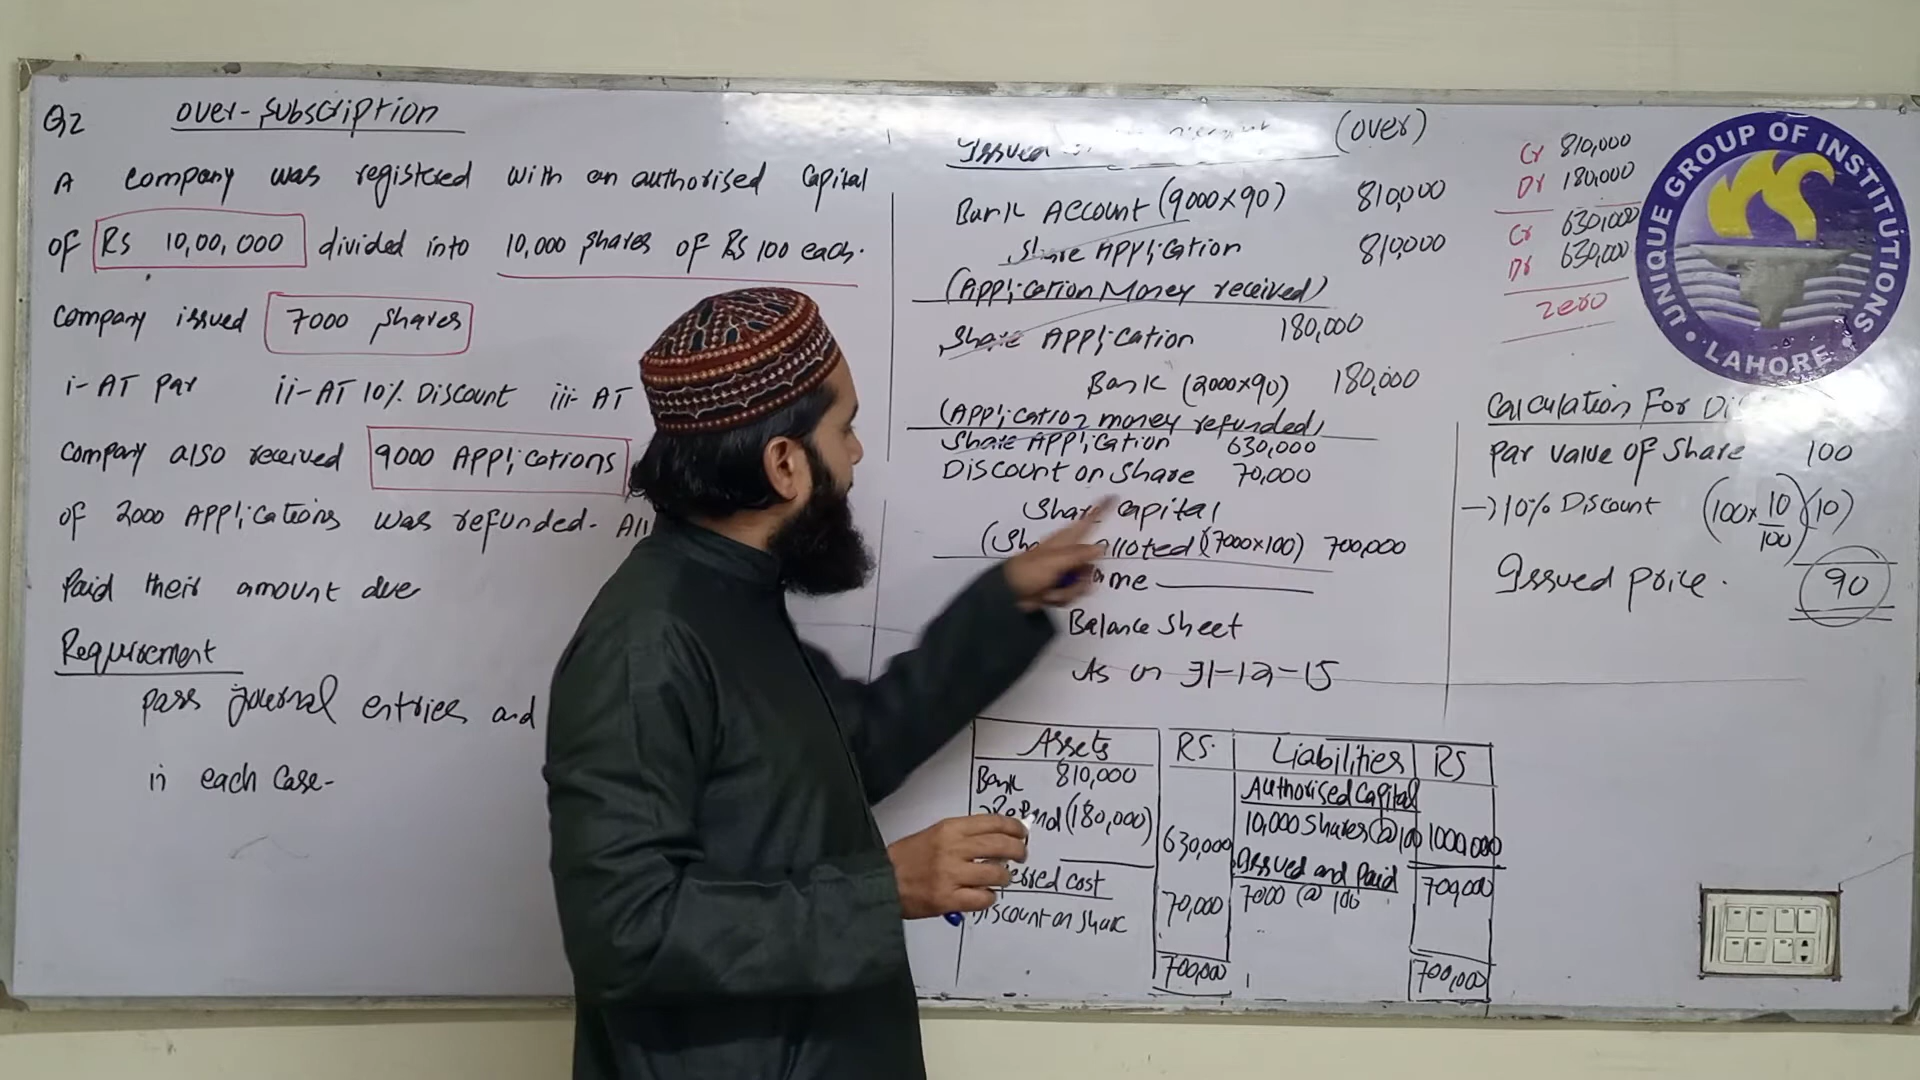 Q2 over-subscription
A company was registered with an authorised capital
of RS 10,00,000 divided into 10,000 shares of Rs 100 each.
Company issued 7000 shares
i- AT par ii- AT 10% Discount iii- AT
Company also received 9000 Applications
of 2000 Applications was refunded- All
Paid their amount due
Requirement
pass journal entries and
in each case-
Issued (over)
Bank Account (9000x90) 810,000
Share Application 810,000
(Application Money received)
Share Application 180,000
Bank (2000x90) 180,000
(Application money refunded)
Share Application 630,000
Discount on share 70,000
Share capital
alloted (7000x100) 700,000
Balance sheet
As on 31-12-15
Assets RS. Liabilities RS
Bank 810,000 Authorised Capital
Refund (180,000) 630,000 10,000 shares @ 100 1000,000
cost Issued and Paid
Discount on share 70,000 7000 @ 100 700,000
700,000 700,000
Cr 810,000
Dr 180,000
Cr 630,000
Dr 630,000
zero
UNIQUE GROUP OF INSTITUTIONS
• LAHORE •
Calculation For
par value of Share 100
→ 10% Discount (100x 10/100) (10)
Issued price. 90